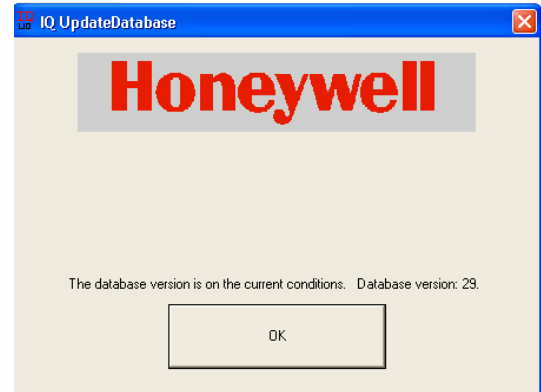 IQ UpdateDatabase
Honeywell
The database version is on the current conditions. Database version: 29.
OK